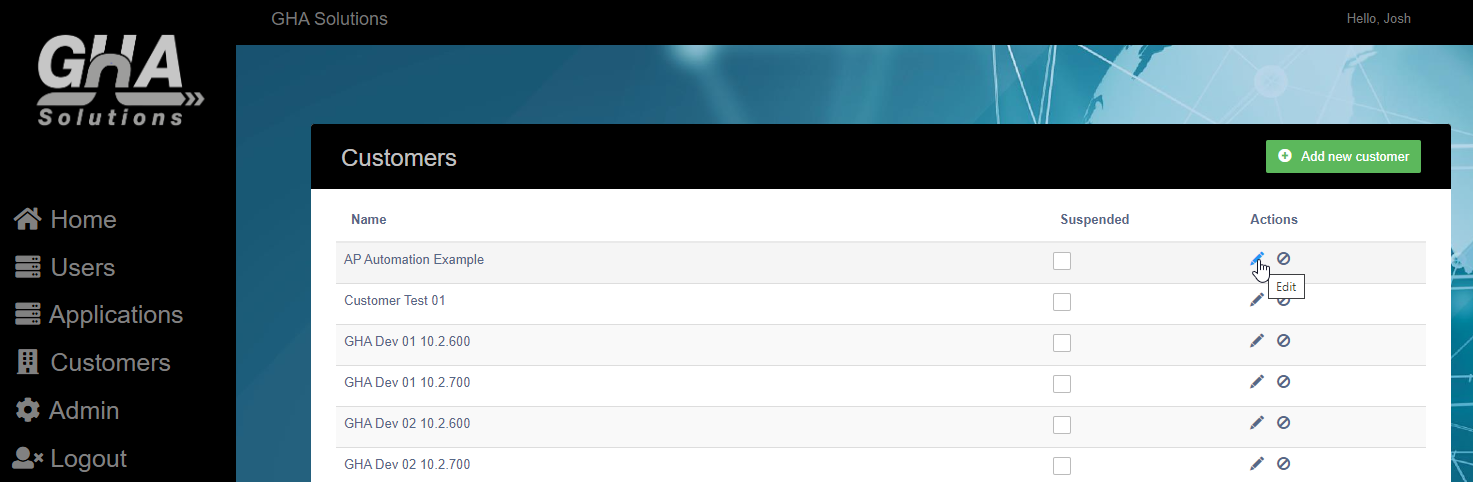 GHA Solutions
Hello, Josh
GHA
Solutions
Home
Users
Applications
Customers
Admin
Logout
Customers
Add new customer
Name Suspended Actions
AP Automation Example
Edit
Customer Test 01
GHA Dev 01 10.2.600
GHA Dev 01 10.2.700
GHA Dev 02 10.2.600
GHA Dev 02 10.2.700